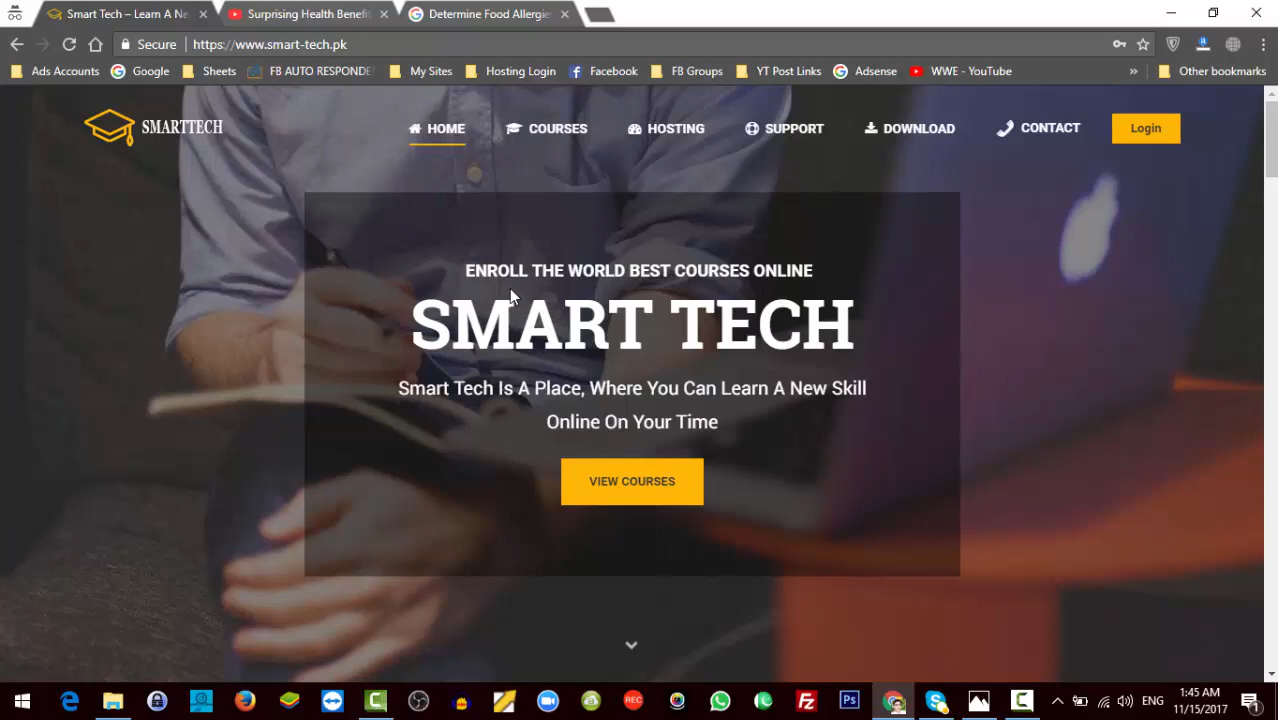 Smart Tech – Learn A Ne
Surprising Health Benefit
Determine Food Allergies
Secure
https://www.smart-tech.pk
Ads Accounts
Google
Sheets
FB AUTO RESPONDE
My Sites
Hosting Login
Facebook
FB Groups
YT Post Links
Adsense
WWE - YouTube
»
Other bookmarks
SMARTTECH
HOME
COURSES
HOSTING
SUPPORT
DOWNLOAD
CONTACT
Login
ENROLL THE WORLD BEST COURSES ONLINE
SMART TECH
Smart Tech Is A Place, Where You Can Learn A New Skill
Online On Your Time
VIEW COURSES
REC
Ps
ENG
1:45 AM
11/15/2017
1